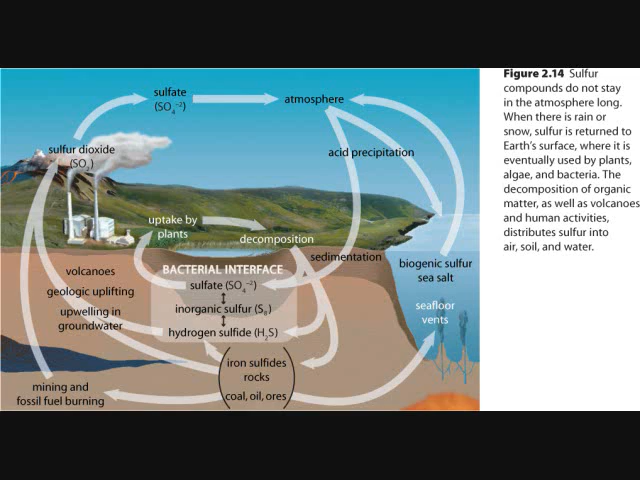 Figure 2.14 Sulfur
compounds do not stay
in the atmosphere long.
When there is rain or
snow, sulfur is returned to
Earth's surface, where it is
eventually used by plants,
algae, and bacteria. The
decomposition of organic
matter, as well as volcanoes
and human activities,
distributes sulfur into
air, soil, and water.
sulfate
(SO₄⁻²)
atmosphere
sulfur dioxide
(SO₂)
acid precipitation
uptake by
plants
decomposition
sedimentation
volcanoes
geologic uplifting
upwelling in
groundwater
BACTERIAL INTERFACE
sulfate (SO₄⁻²)
inorganic sulfur (S₈)
hydrogen sulfide (H₂S)
biogenic sulfur
sea salt
seafloor
vents
iron sulfides
rocks
coal, oil, ores
mining and
fossil fuel burning